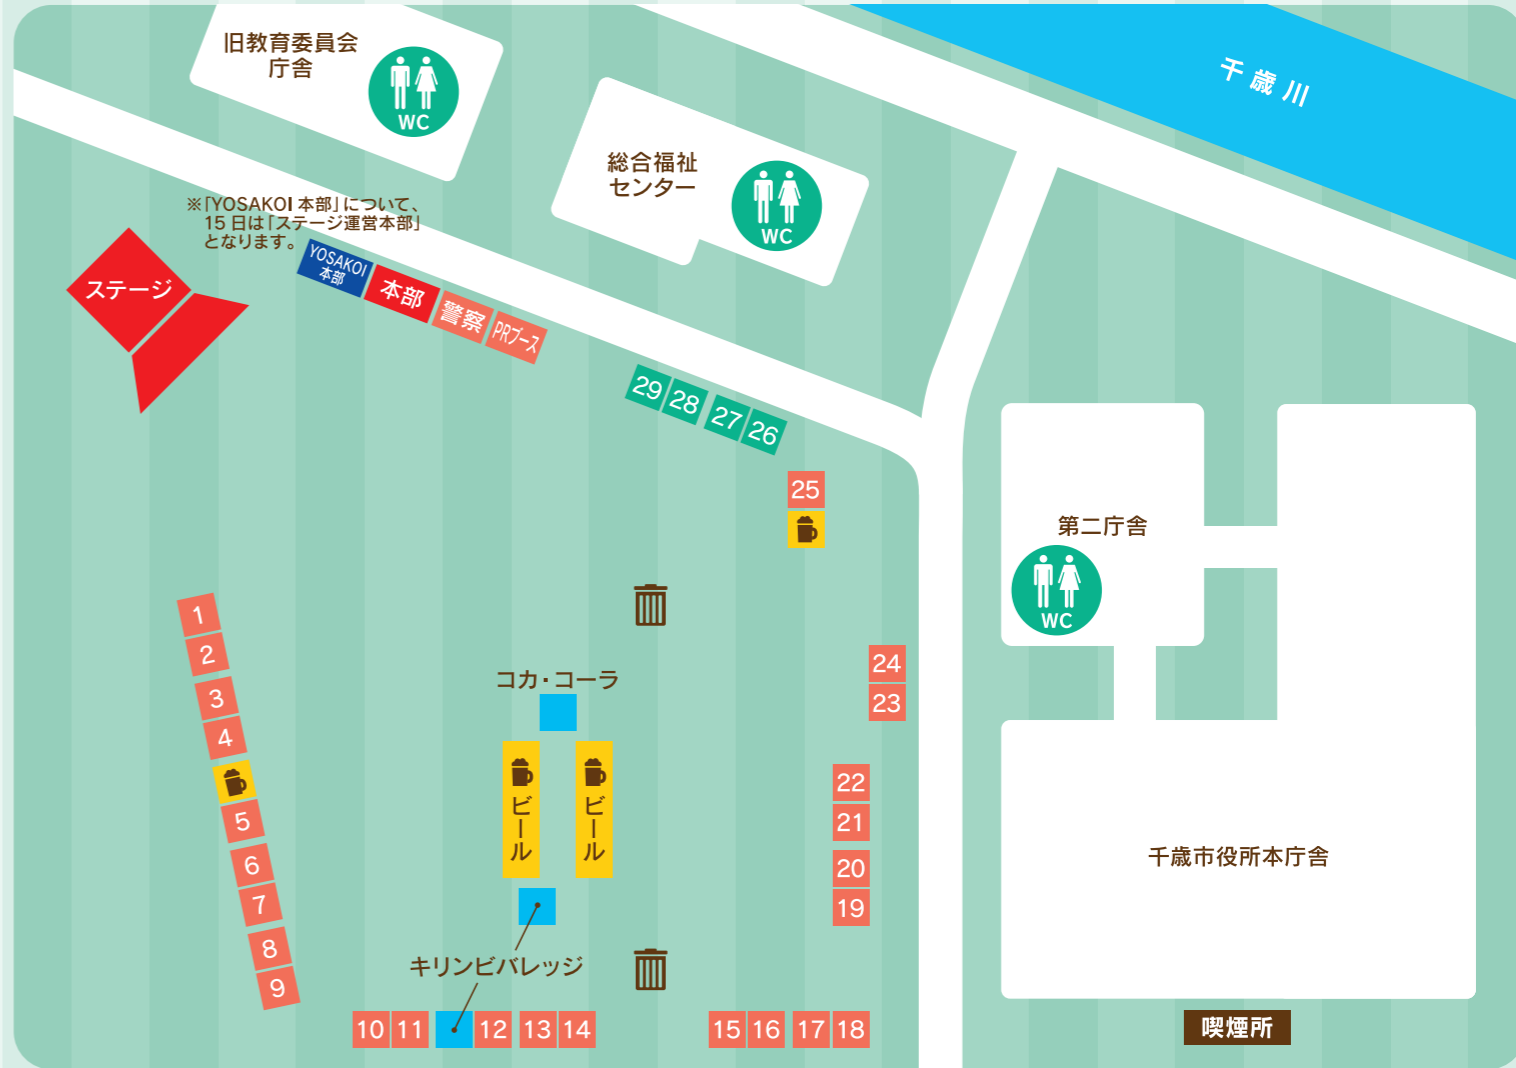 旧教育委員会
庁舎
WC
千歳川
総合福祉
センター
WC
※「YOSAKOI 本部」について、
15 日は「ステージ運営本部」
となります。
ステージ
YOSAKOI
本部
本部
警察
PRブース
29
28
27
26
25
第二庁舎
WC
1
2
3
4
5
6
7
8
9
コカ・コーラ
ビール
ビール
キリンビバレッジ
24
23
22
21
20
19
千歳市役所本庁舎
10
11
12
13
14
15
16
17
18
喫煙所